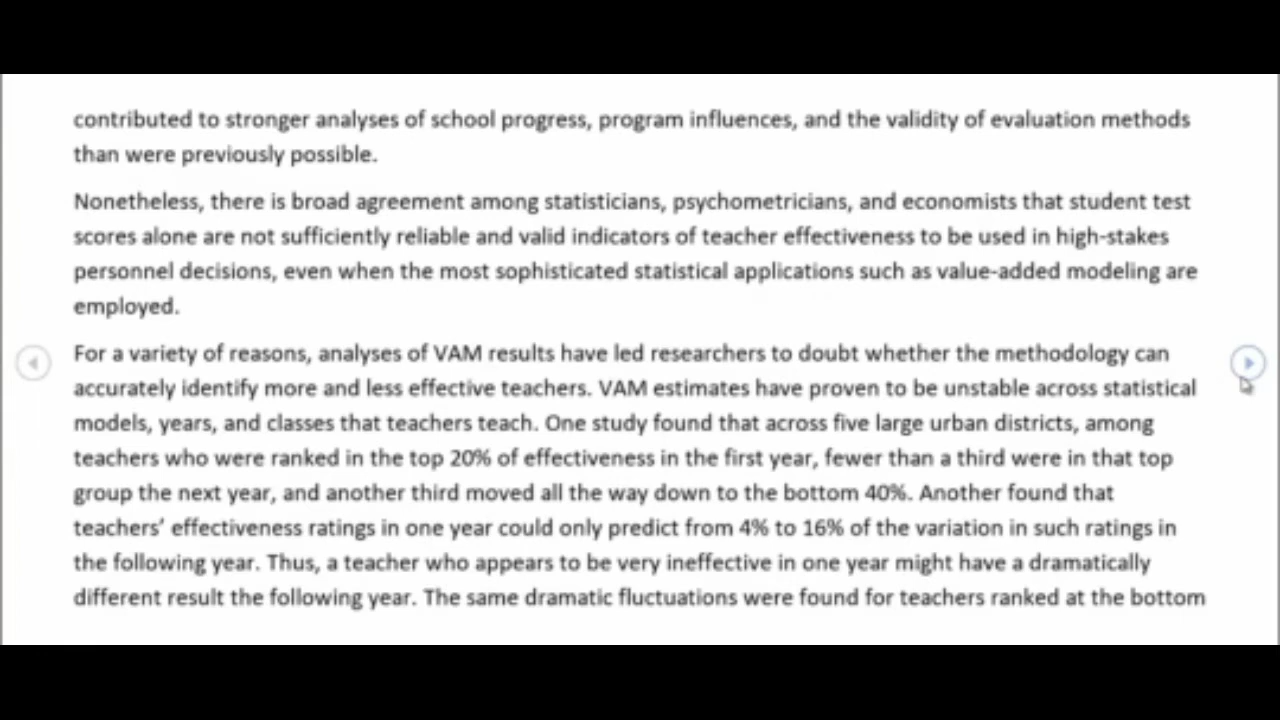 contributed to stronger analyses of school progress, program influences, and the validity of evaluation methods
than were previously possible.
Nonetheless, there is broad agreement among statisticians, psychometricians, and economists that student test
scores alone are not sufficiently reliable and valid indicators of teacher effectiveness to be used in high-stakes
personnel decisions, even when the most sophisticated statistical applications such as value-added modeling are
employed.
For a variety of reasons, analyses of VAM results have led researchers to doubt whether the methodology can
accurately identify more and less effective teachers. VAM estimates have proven to be unstable across statistical
models, years, and classes that teachers teach. One study found that across five large urban districts, among
teachers who were ranked in the top 20% of effectiveness in the first year, fewer than a third were in that top
group the next year, and another third moved all the way down to the bottom 40%. Another found that
teachers’ effectiveness ratings in one year could only predict from 4% to 16% of the variation in such ratings in
the following year. Thus, a teacher who appears to be very ineffective in one year might have a dramatically
different result the following year. The same dramatic fluctuations were found for teachers ranked at the bottom